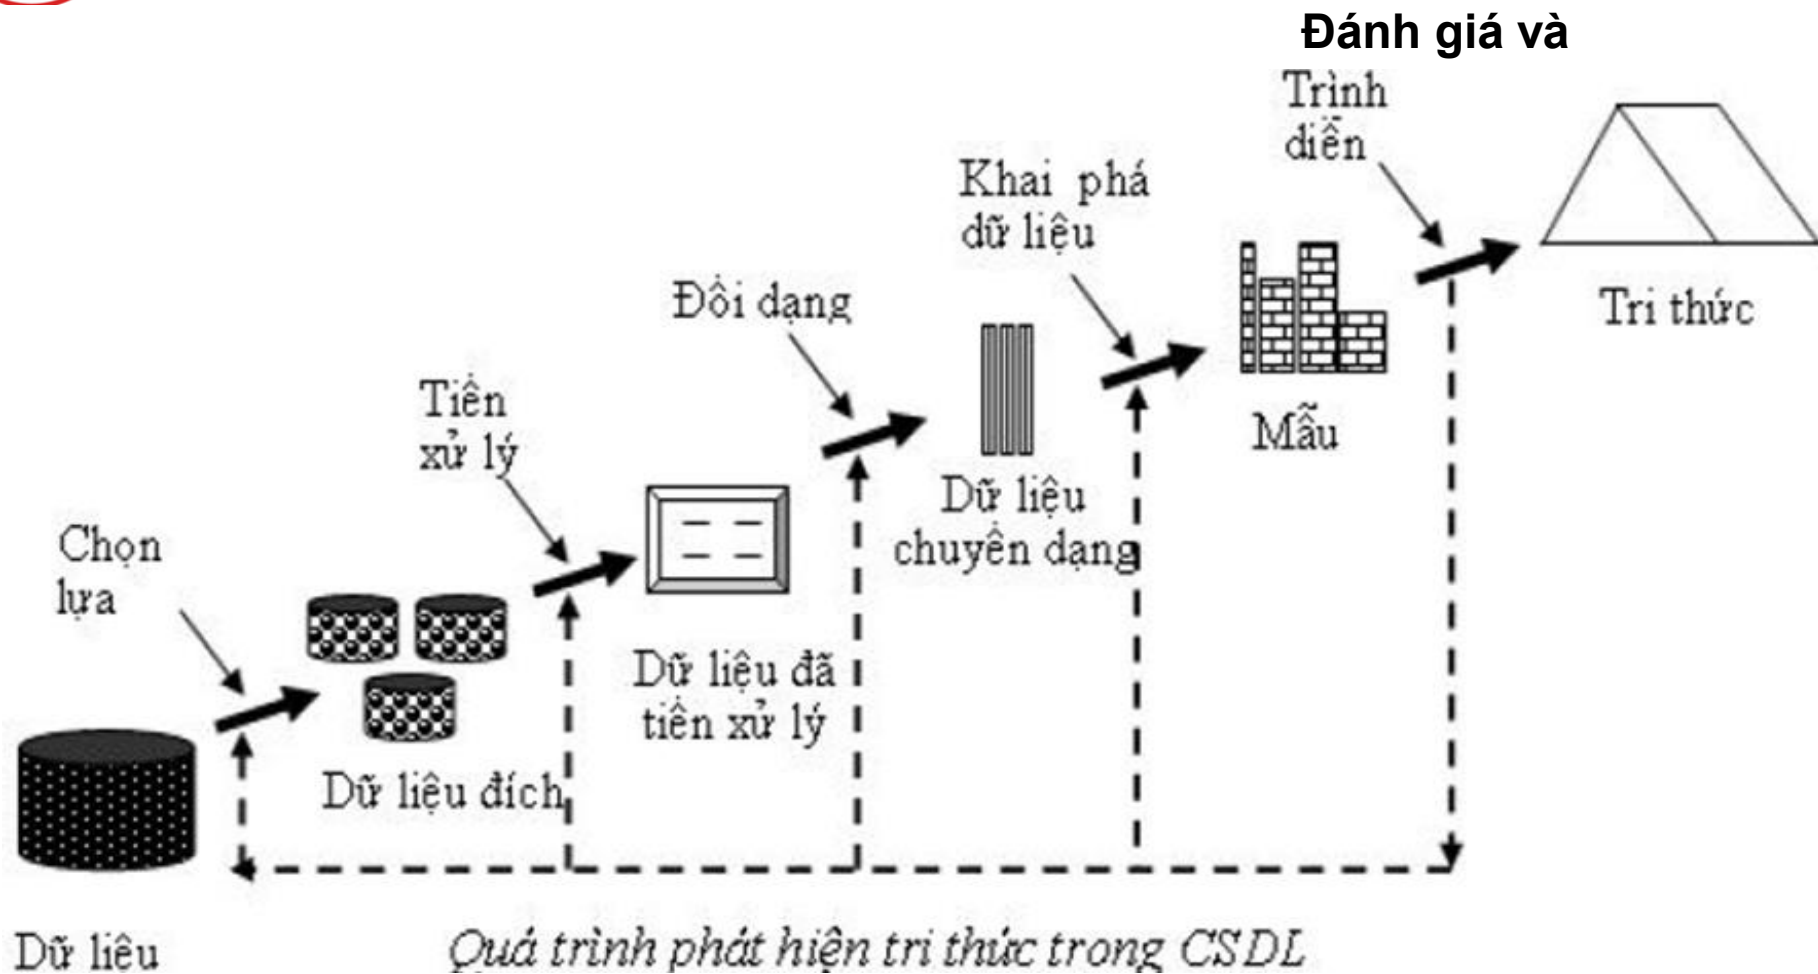 Đánh giá và
Trình
diễn
Khai phá
dữ liệu
Tri thức
Đổi dạng
Mẫu
Tiền
xử lý
Dữ liệu
chuyển dạng
Chọn
lựa
Dữ liệu đã
tiền xử lý
Dữ liệu đích
Dữ liệu
Quá trình phát hiện tri thức trong CSDL